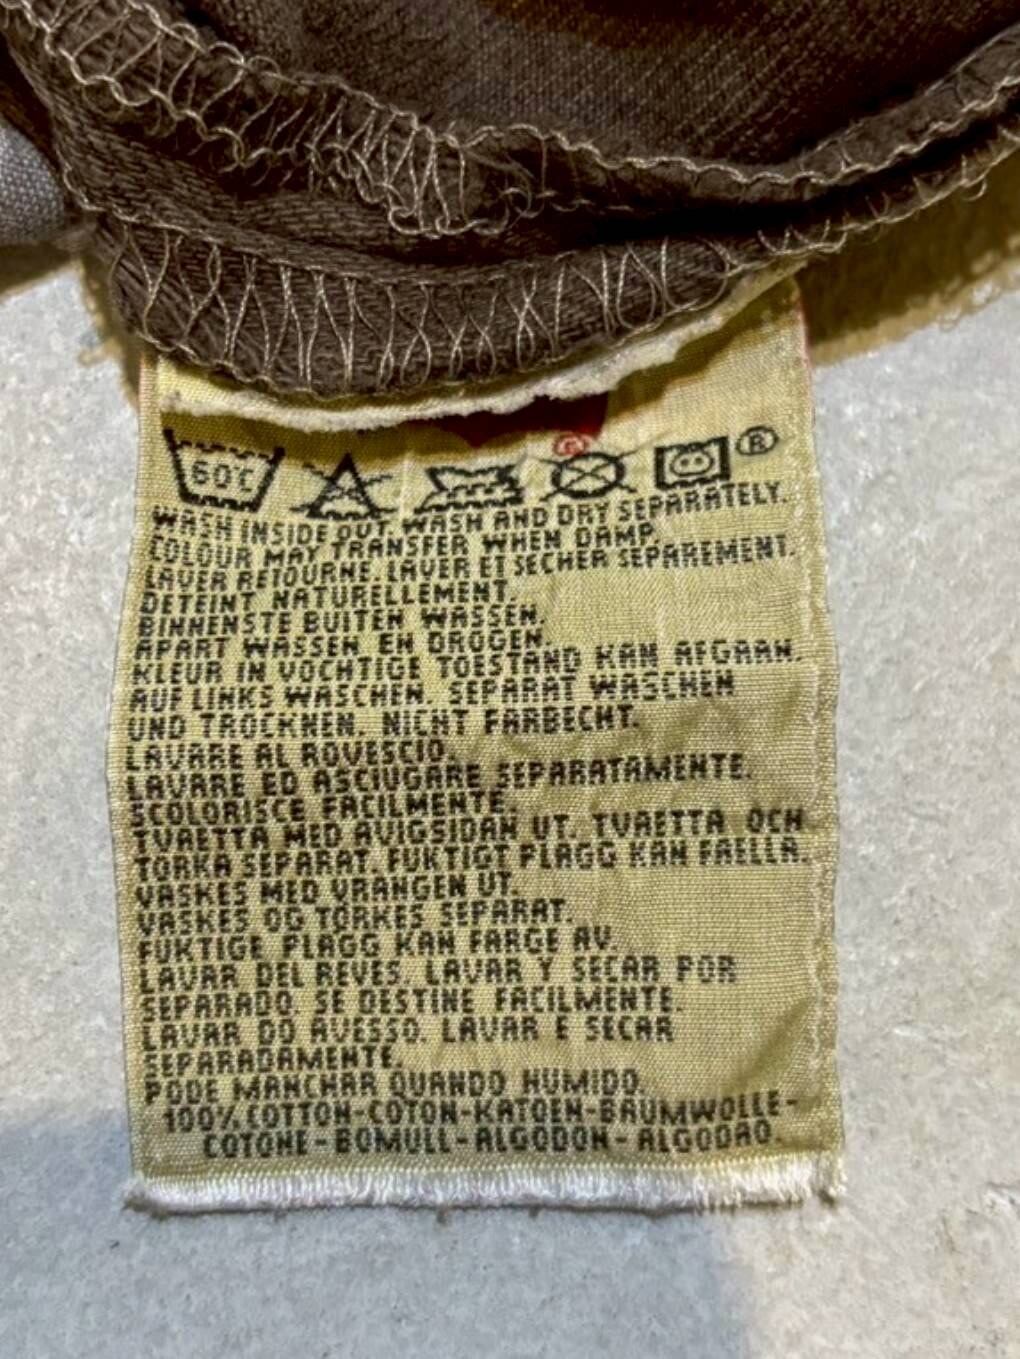 60°C
®
WASH INSIDE OUT. WASH AND DRY SEPARATELY.
COLOUR MAY TRANSFER WHEN DAMP.
LAVER RETOURNE. LAVER ET SECHER SEPAREMENT.
DETEINT NATURELLEMENT.
BINNENSTE BUITEN WASSEN.
APART WASSEN EN DROGEN.
KLEUR IN VOCHTIGE TOESTAND KAN AFGAAN.
AUF LINKS WASCHEN. SEPARAT WASCHEN
UND TROCKNEN. NICHT FARBECHT.
LAVARE AL ROVESCIO.
LAVARE ED ASCIUGARE SEPARATAMENTE.
SCOLORISCE FACILMENTE.
TVAETTA MED AVIGSIDAN UT. TVAETTA OCH
TORKA SEPARAT. FUKTIGT PLAGG KAN FAELLA.
VASKES MED VRANGEN UT.
VASKES OG TORKES SEPARAT.
FUKTIGE PLAGG KAN FARGE AV.
LAVAR DEL REVES. LAVAR Y SECAR POR
SEPARADO. SE DESTINE FACILMENTE.
LAVAR DO AVESSO. LAVAR E SECAR
SEPARADAMENTE.
PODE MANCHAR QUANDO HUMIDO.
100% COTTON-COTON-KATOEN-BAUMWOLLE-
COTONE-BOMULL-ALGODON-ALGODAO.